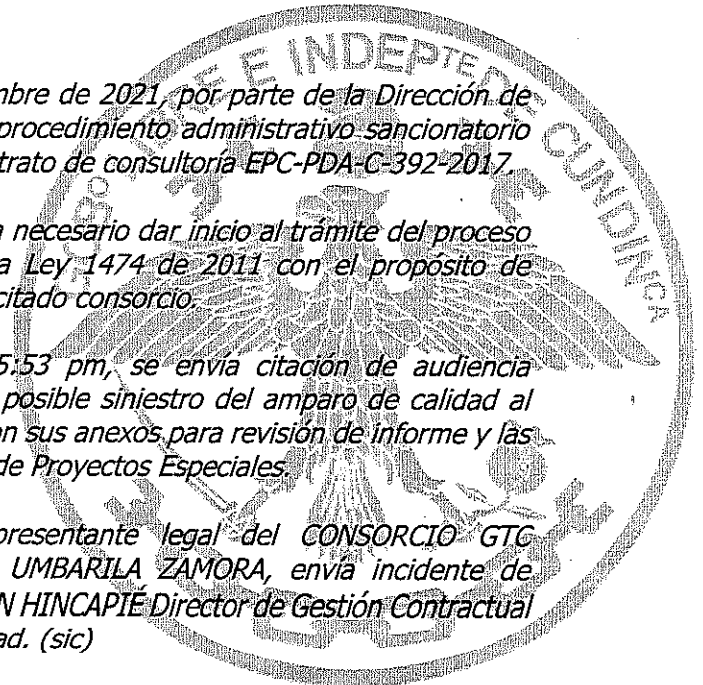 mbre de 2021, por parte de la Dirección de
procedimiento administrativo sancionatorio
trato de consultoría EPC-PDA-C-392-2017.
necesario dar inicio al trámite del proceso
a Ley 1474 de 2011 con el propósito de
citado consorcio.
5:53 pm, se envía citación de audiencia
posible siniestro del amparo de calidad al
n sus anexos para revisión de informe y las
de Proyectos Especiales.
presentante legal del CONSORCIO GTC
UMBARILA ZAMORA, envía incidente de
N HINCAPIÉ Director de Gestión Contractual
ad. (sic)
E INDEPTE DE CUNDINCA